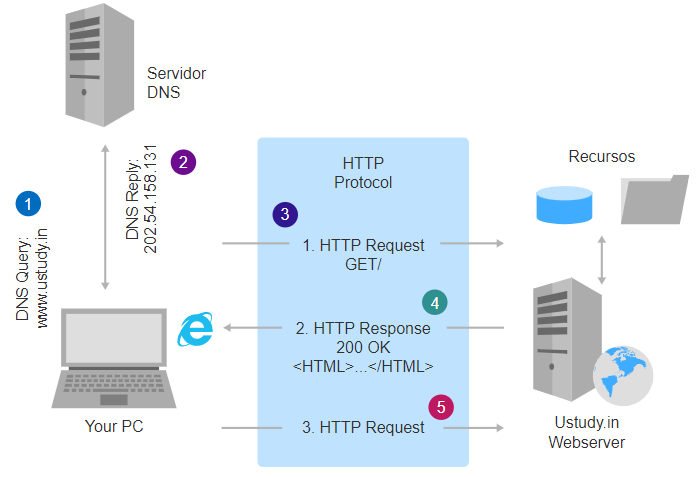 Servidor
DNS
1
DNS Query:
www.ustudy.in
2
DNS Reply:
202.54.158.131
HTTP
Protocol
3
1. HTTP Request
GET/
4
2. HTTP Response
200 OK
<HTML>...</HTML>
5
3. HTTP Request
Your PC
Recursos
Ustudy.in
Webserver